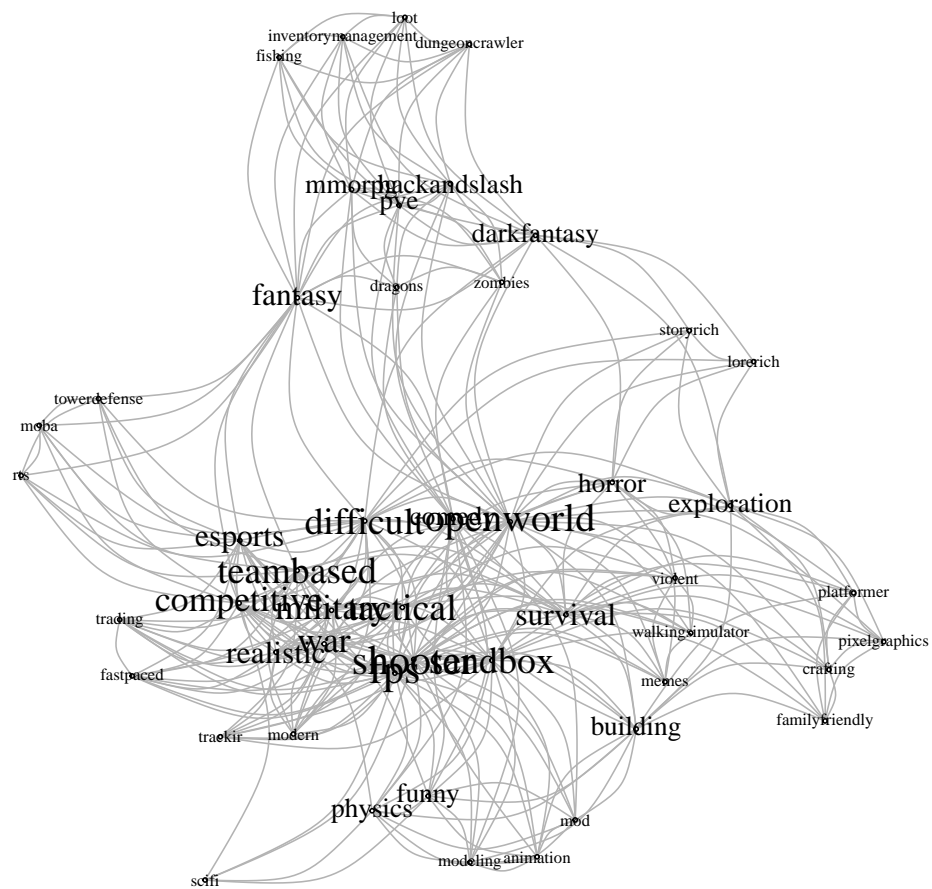 loot
inventorymanagement
dungeoncrawler
fishing
mmorpg
hackandslash
pve
darkfantasy
dragons
zombies
fantasy
storyrich
lorerich
towerdefense
moba
rts
horror
exploration
difficult
comedy
openworld
esports
teambased
violent
platformer
competitive
military
tactical
survival
trading
walkingsimulator
pixelgraphics
war
realistic
shooter
sandbox
fps
crafting
fastpaced
memes
familyfriendly
building
trackir
modern
funny
physics
mod
modeling
animation
scifi